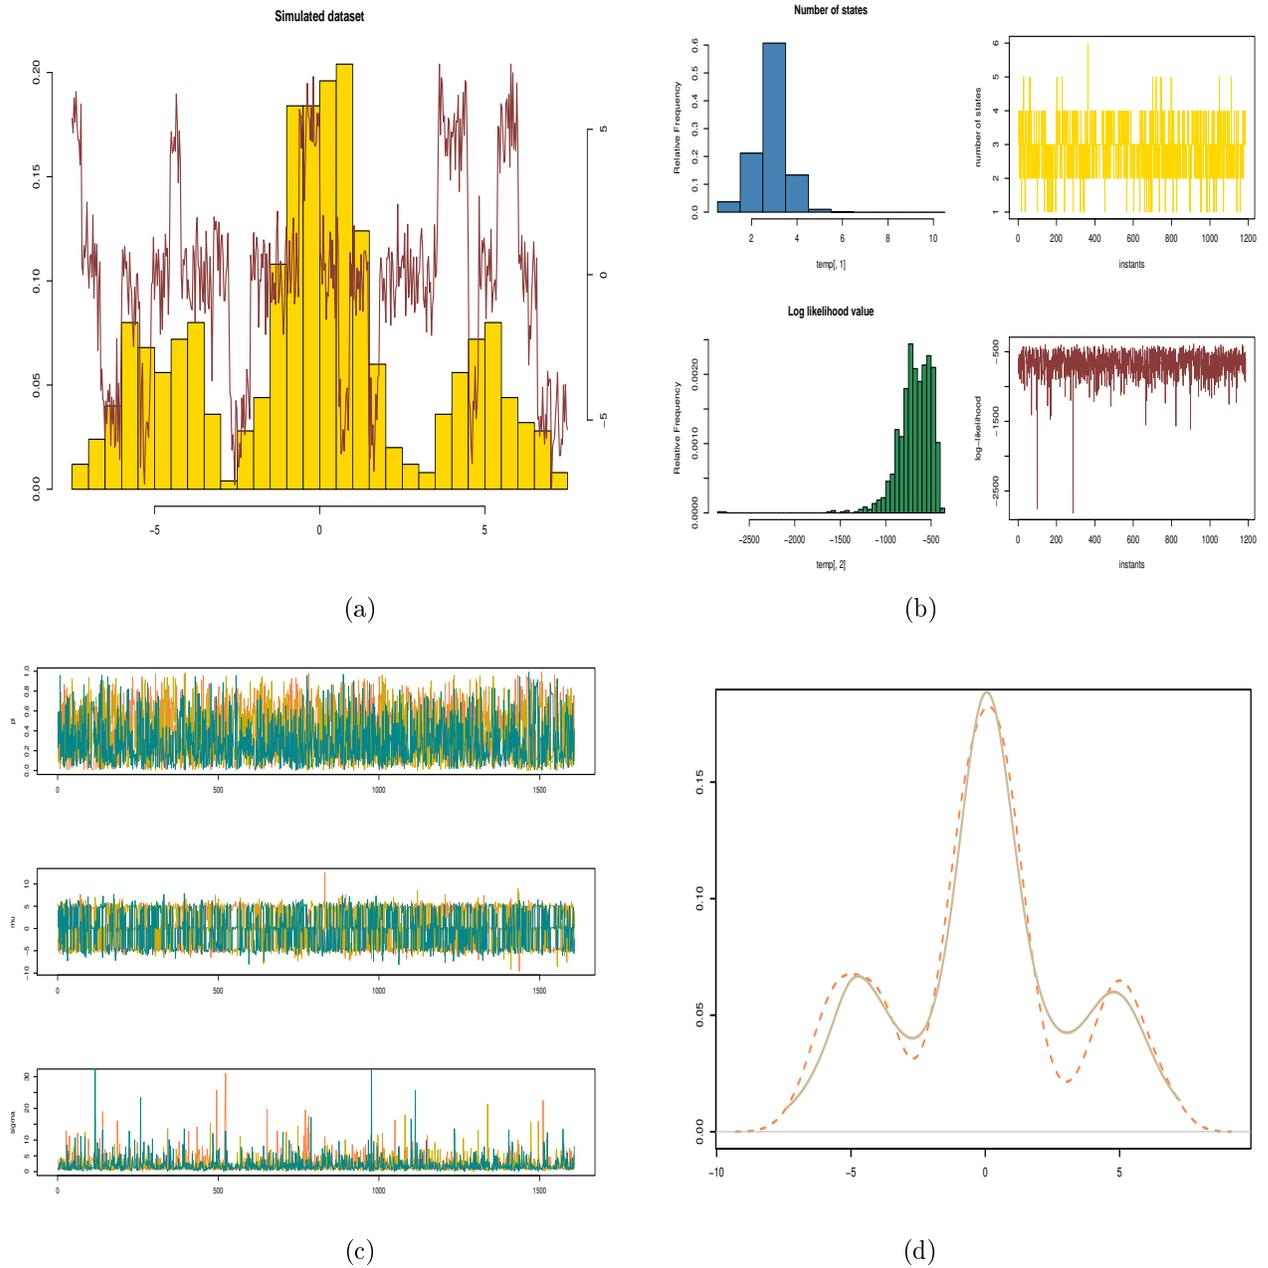 Simulated dataset
0.20
0.15
0.10
0.05
0.00
5
0
−5
−5 0 5
(a)
Number of states
Relative Frequency
0.6
0.5
0.4
0.3
0.2
0.1
0.0
2 4 6 8 10
temp[, 1]
number of states
6
5
4
3
2
1
0 200 400 600 800 1000 1200
instants
Log likelihood value
Relative Frequency
0.0020
0.0010
0.0000
−2500 −2000 −1500 −1000 −500
temp[, 2]
log−likelihood
−500
−1500
−2500
0 200 400 600 800 1000 1200
instants
(b)
pi
1.0
0.8
0.6
0.4
0.2
0.0
0 500 1000 1500
mu
10
5
0
−5
−10
0 500 1000 1500
sigma
30
20
10
5
0
0 500 1000 1500
(c)
0.15
0.10
0.05
0.00
−10 −5 0 5
(d)